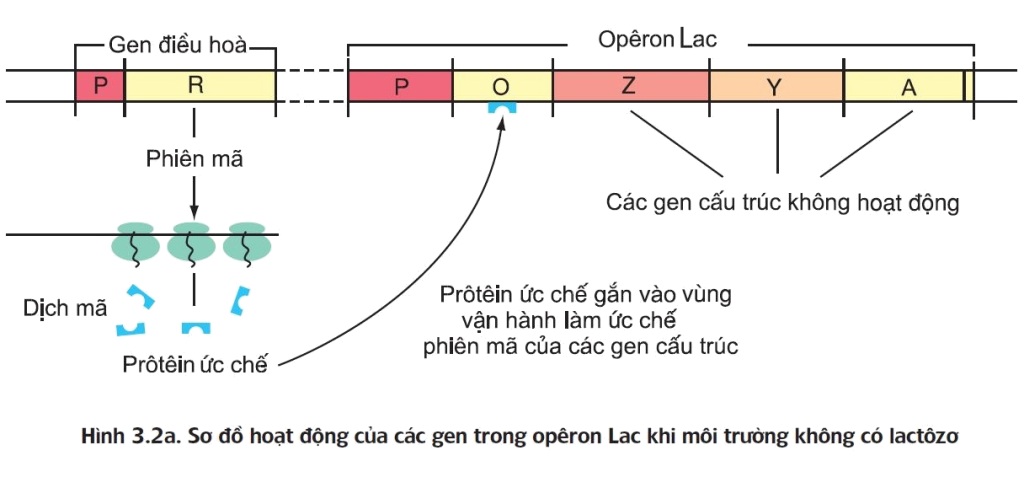 Gen điều hoà
Opêron Lac
P R P O Z Y A
Phiên mã
Các gen cấu trúc không hoạt động
Dịch mã
Prôtêin ức chế
Prôtêin ức chế gắn vào vùng
vận hành làm ức chế
phiên mã của các gen cấu trúc
Hình 3.2a. Sơ đồ hoạt động của các gen trong opêron Lac khi môi trường không có lactôzơ